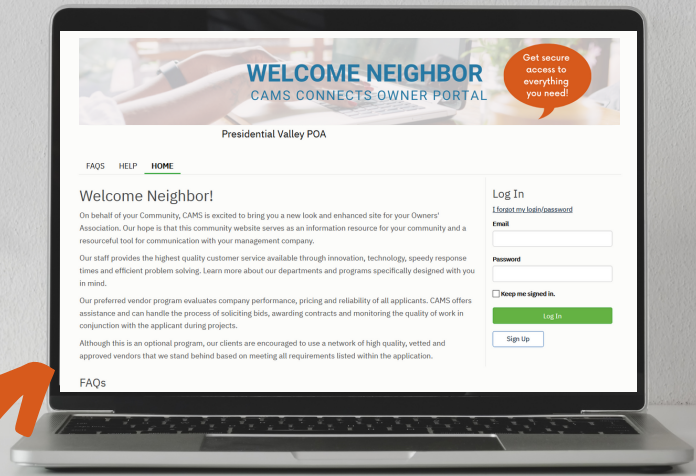 WELCOME NEIGHBOR
CAMS CONNECTS OWNER PORTAL
Get secure
access to
everything
you need!
Presidential Valley POA
FAQS HELP HOME
Welcome Neighbor!
On behalf of your Community, CAMS is excited to bring you a new look and enhanced site for your Owners'
Association. Our hope is that this community website serves as an information resource for your community and a
resourceful tool for communication with your management company.
Our staff provides the highest quality customer service available through innovation, technology, speedy response
times and efficient problem solving. Learn more about our departments and programs specifically designed with you
in mind.
Our preferred vendor program evaluates company performance, pricing and reliability of all applicants. CAMS offers
assistance and can handle the process of soliciting bids, awarding contracts and monitoring the quality of work in
conjunction with the applicant during projects.
Although this is an optional program, our clients are encouraged to use a network of high quality, vetted and
approved vendors that we stand behind based on meeting all requirements listed within the application.
FAQs
Log In
I forgot my login/password
Email
Password
Keep me signed in.
Log In
Sign Up